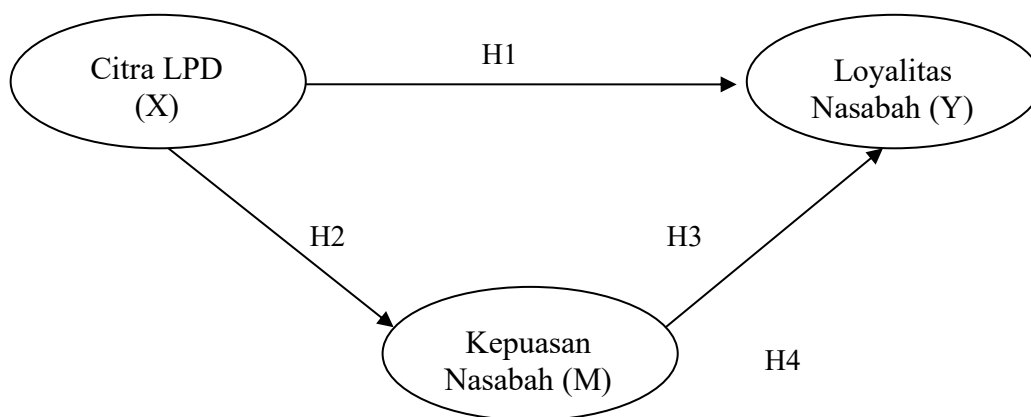 Citra LPD
(X)
H1
Loyalitas
Nasabah (Y)
H2
H3
Kepuasan
Nasabah (M)
H4